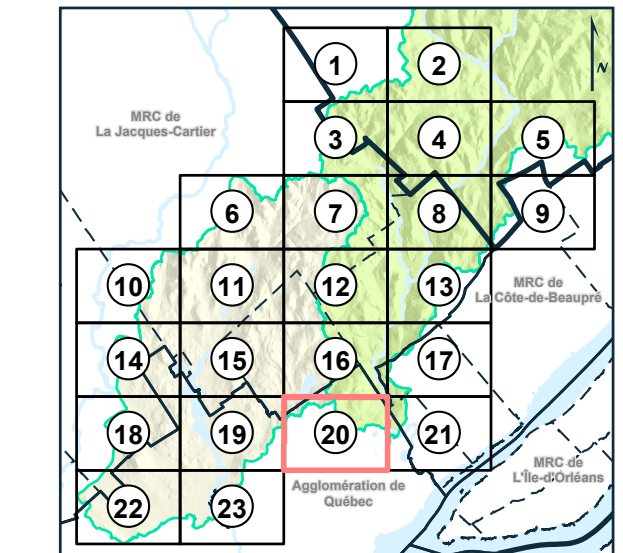 1 2
N
MRC de
La Jacques-Cartier
3 4 5
6 7 8 9
10 11 12 13
MRC de
La Côte-de-Beaupré
14 15 16 17
18 19 20 21
MRC de
L'Île-d'Orléans
Agglomération de
Québec
22 23